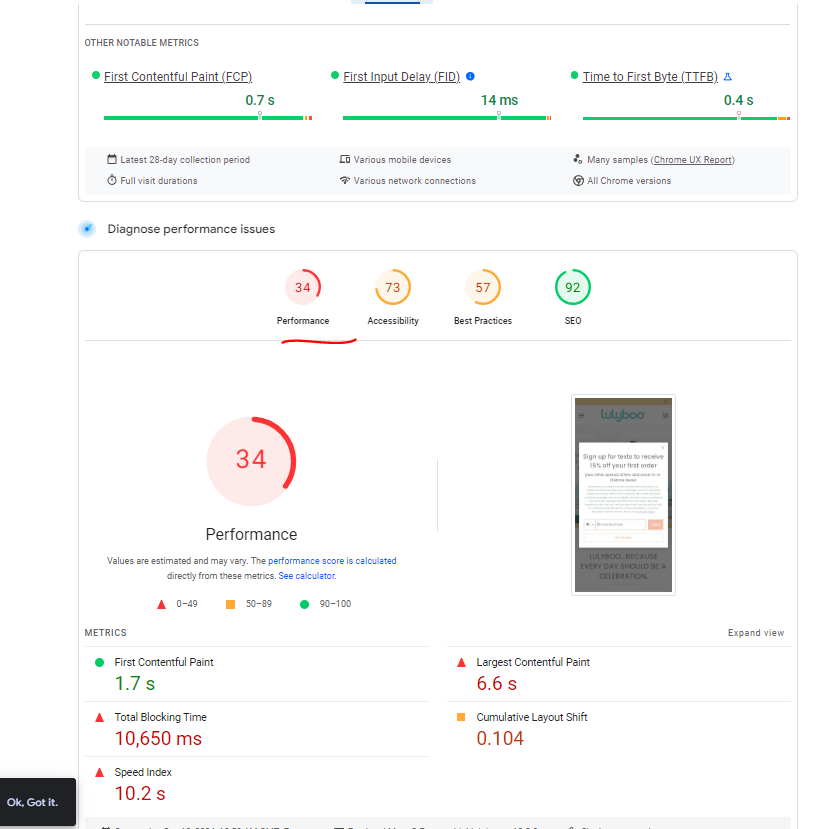 OTHER NOTABLE METRICS
First Contentful Paint (FCP)
First Input Delay (FID)
Time to First Byte (TTFB)
0.7 s
14 ms
0.4 s
Latest 28-day collection period
Various mobile devices
Many samples (Chrome UX Report)
Full visit durations
Various network connections
All Chrome versions
Diagnose performance issues
34
73
57
92
Performance
Accessibility
Best Practices
SEO
34
Performance
Values are estimated and may vary. The performance score is calculated
directly from these metrics. See calculator.
0–49
50–89
90–100
lulyboo
Sign up for texts to receive
15% off your first order
LULYBOO...BECAUSE
EVERY DAY SHOULD BE A
CELEBRATION.
METRICS
Expand view
First Contentful Paint
1.7 s
Largest Contentful Paint
6.6 s
Total Blocking Time
10,650 ms
Cumulative Layout Shift
0.104
Speed Index
10.2 s
Ok, Got it.